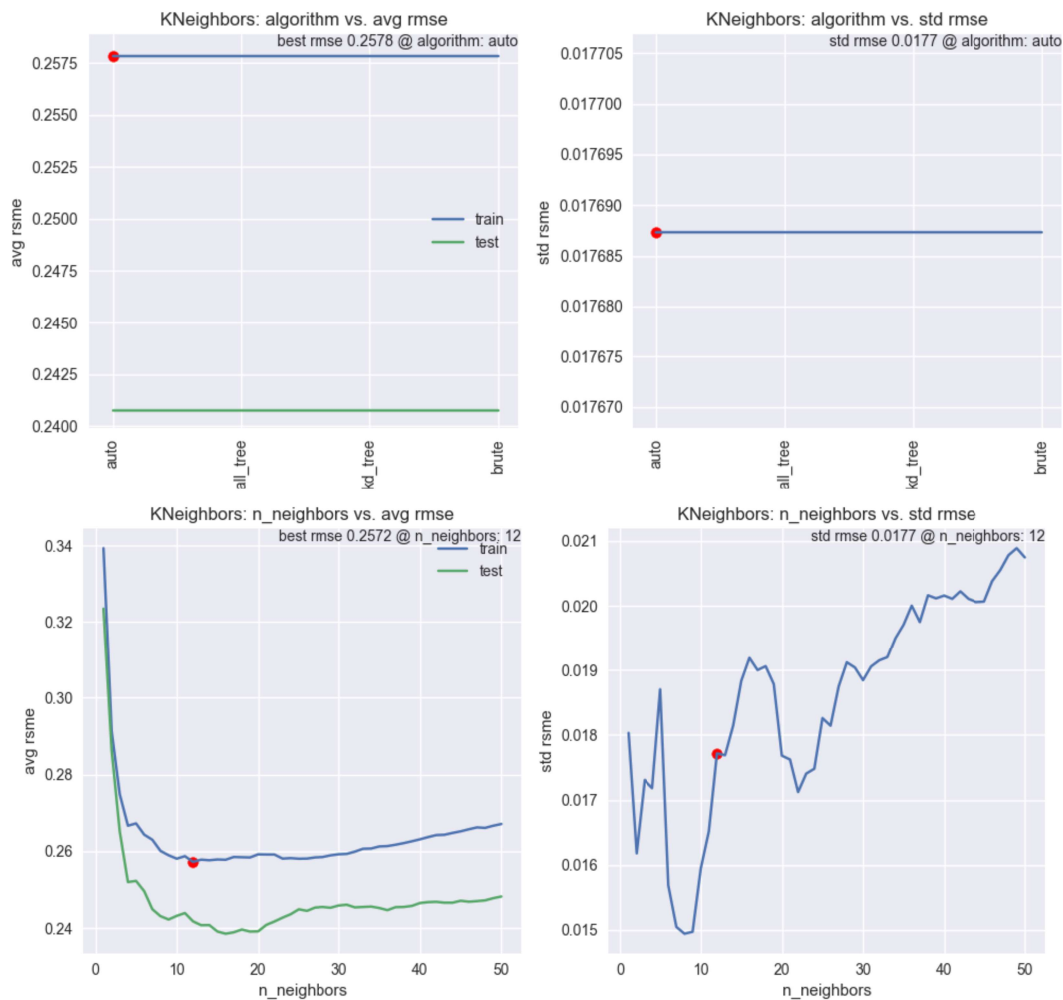 KNeighbors: algorithm vs. avg rmse
best rmse 0.2578 @ algorithm: auto
0.2575
0.2550
0.2525
0.2500
0.2475
0.2450
0.2425
0.2400
avg rsme
train
test
auto
all_tree
kd_tree
brute
KNeighbors: algorithm vs. std rmse
std rmse 0.0177 @ algorithm: auto
0.017705
0.017700
0.017695
0.017690
0.017685
0.017680
0.017675
0.017670
std rsme
auto
all_tree
kd_tree
brute
KNeighbors: n_neighbors vs. avg rmse
best rmse 0.2572 @ n_neighbors: 12
train
test
0.34
0.32
0.30
0.28
0.26
0.24
avg rsme
0 10 20 30 40 50
n_neighbors
KNeighbors: n_neighbors vs. std rmse
std rmse 0.0177 @ n_neighbors: 12
0.021
0.020
0.019
0.018
0.017
0.016
0.015
std rsme
0 10 20 30 40 50
n_neighbors